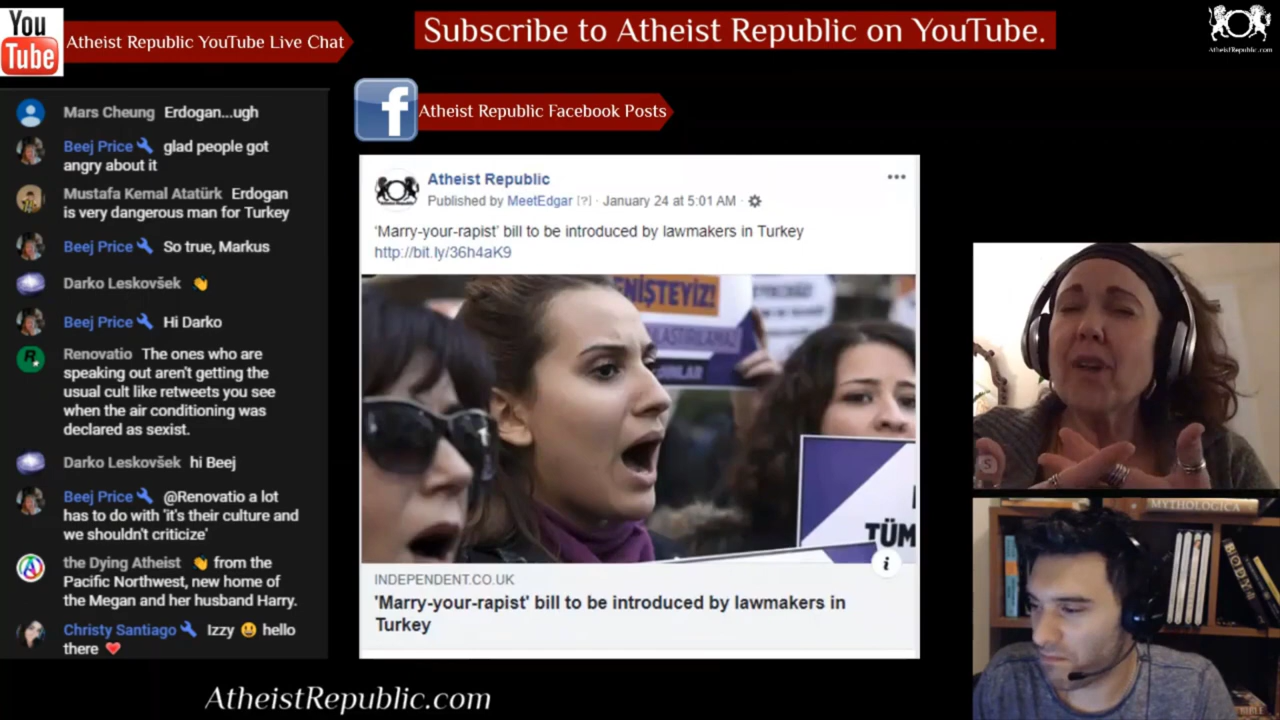 You
Tube
Atheist Republic YouTube Live Chat
Subscribe to Atheist Republic on YouTube.
AtheistRepublic.com
Atheist Republic Facebook Posts
Mars Cheung Erdogan...ugh
Beej Price glad people got
angry about it
Mustafa Kemal Atatürk Erdogan
is very dangerous man for Turkey
Beej Price So true, Markus
Darko Leskovšek 👏
Beej Price Hi Darko
Renovatio The ones who are
speaking out aren't getting the
usual cult like retweets you see
when the air conditioning was
declared as sexist.
Darko Leskovšek hi Beej
Beej Price @Renovatio a lot
has to do with 'it's their culture and
we shouldn't criticize'
the Dying Atheist 👏 from the
Pacific Northwest, new home of
the Megan and her husband Harry.
Christy Santiago Izzy 😀 hello
there ❤️
f
Atheist Republic
Published by MeetEdgar [?] · January 24 at 5:01 AM ·
'Marry-your-rapist' bill to be introduced by lawmakers in Turkey
http://bit.ly/36h4aK9
ENİŞTEYİZ!
TÜM
i
INDEPENDENT.CO.UK
'Marry-your-rapist' bill to be introduced by lawmakers in
Turkey
S
MYTHOLOGICA
AtheistRepublic.com